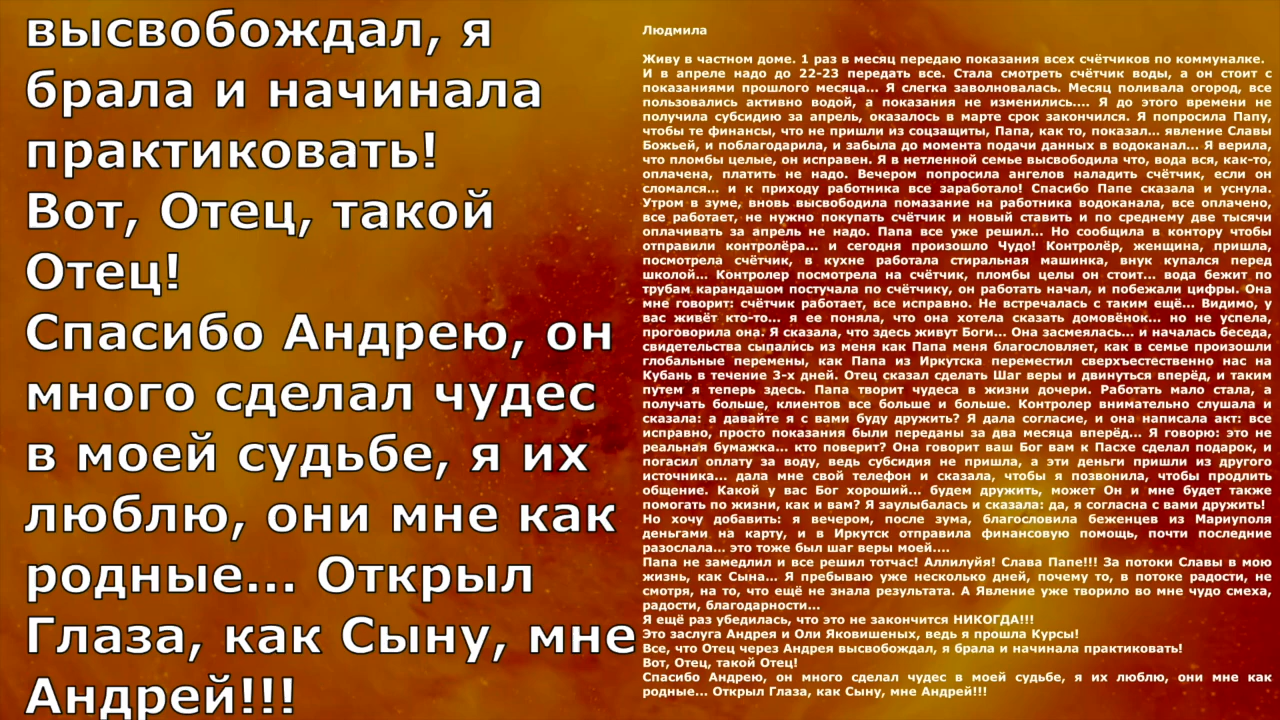 высвобождал, я
брала и начинала
практиковать!
Вот, Отец, такой
Отец!
Спасибо Андрею, он
много сделал чудес
в моей судьбе, я их
люблю, они мне как
родные... Открыл
Глаза, как Сыну, мне
Андрей!!!
Людмила
Живу в частном доме. 1 раз в месяц передаю показания всех счётчиков по коммуналке.
И в апреле надо до 22-23 передать все. Стала смотреть счётчик воды, а он стоит с
показаниями прошлого месяца... Я слегка заволновалась. Месяц поливала огород, все
пользовались активно водой, а показания не изменились.... Я до этого времени не
получила субсидию за апрель, оказалось в марте срок закончился. Я попросила Папу,
чтобы те финансы, что не пришли из соцзащиты, Папа, как то, показал... явление Славы
Божьей, и поблагодарила, и забыла до момента подачи данных в водоканал... Я верила,
что пломбы целые, он исправен. Я в нетленной семье высвободила что, вода вся, как-то,
оплачена, платить не надо. Вечером попросила ангелов наладить счётчик, если он
сломался... и к приходу работника все заработало! Спасибо Папе сказала и уснула.
Утром в зуме, вновь высвободила помазание на работника водоканала, все оплачено,
все работает, не нужно покупать счётчик и новый ставить и по среднему две тысячи
оплачивать за апрель не надо. Папа все уже решил... Но сообщила в контору чтобы
отправили контролёра... и сегодня произошло Чудо! Контролёр, женщина, пришла,
посмотрела счётчик, в кухне работала стиральная машинка, внук купался перед
школой... Контролер посмотрела на счётчик, пломбы целы он стоит... вода бежит по
трубам карандашом постучала по счётчику, он работать начал, и побежали цифры. Она
мне говорит: счётчик работает, все исправно. Не встречалась с таким ещё... Видимо, у
вас живёт кто-то... я ее поняла, что она хотела сказать домовёнок... но не успела,
проговорила она. Я сказала, что здесь живут Боги... Она засмеялась... и началась беседа,
свидетельства сыпались из меня как Папа меня благословляет, как в семье произошли
глобальные перемены, как Папа из Иркутска переместил сверхъестественно нас на
Кубань в течение 3-х дней. Отец сказал сделать Шаг веры и двинуться вперёд, и таким
путем я теперь здесь. Папа творит чудеса в жизни дочери. Работать мало стала, а
получать больше, клиентов все больше и больше. Контролер внимательно слушала и
сказала: а давайте я с вами буду дружить? Я дала согласие, и она написала акт: все
исправно, просто показания были переданы за два месяца вперёд... Я говорю: это не
реальная бумажка... кто поверит? Она говорит ваш Бог вам к Пасхе сделал подарок, и
погасил оплату за воду, ведь субсидия не пришла, а эти деньги пришли из другого
источника... дала мне свой телефон и сказала, чтобы я позвонила, чтобы продлить
общение. Какой у вас Бог хороший... будем дружить, может Он и мне будет также
помогать по жизни, как и вам? Я заулыбалась и сказала: да, я согласна с вами дружить!
Но хочу добавить: я вечером, после зума, благословила беженцев из Мариуполя
деньгами на карту, и в Иркутск отправила финансовую помощь, почти последние
разослала... это тоже был шаг веры моей....
Папа не замедлил и все решил тотчас! Аллилуйя! Слава Папе!!! За потоки Славы в мою
жизнь, как Сына... Я пребываю уже несколько дней, почему то, в потоке радости, не
смотря, на то, что ещё не знала результата. А Явление уже творило во мне чудо смеха,
радости, благодарности...
Я ещё раз убедилась, что это не закончится НИКОГДА!!!
Это заслуга Андрея и Оли Яковишеных, ведь я прошла Курсы!
Все, что Отец через Андрея высвобождал, я брала и начинала практиковать!
Вот, Отец, такой Отец!
Спасибо Андрею, он много сделал чудес в моей судьбе, я их люблю, они мне как
родные... Открыл Глаза, как Сыну, мне Андрей!!!